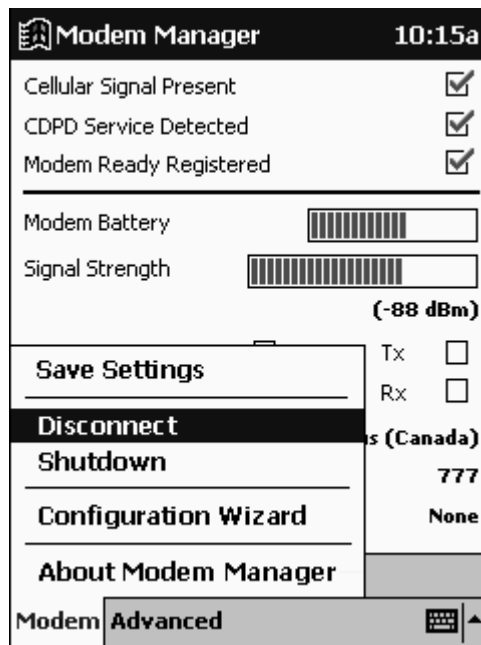 Modem Manager 10:15a
Cellular Signal Present
CDPD Service Detected
Modem Ready Registered
Modem Battery
Signal Strength
(-88 dBm)
Tx
Rx
(Canada)
777
None
Save Settings
Disconnect
Shutdown
Configuration Wizard
About Modem Manager
Modem Advanced